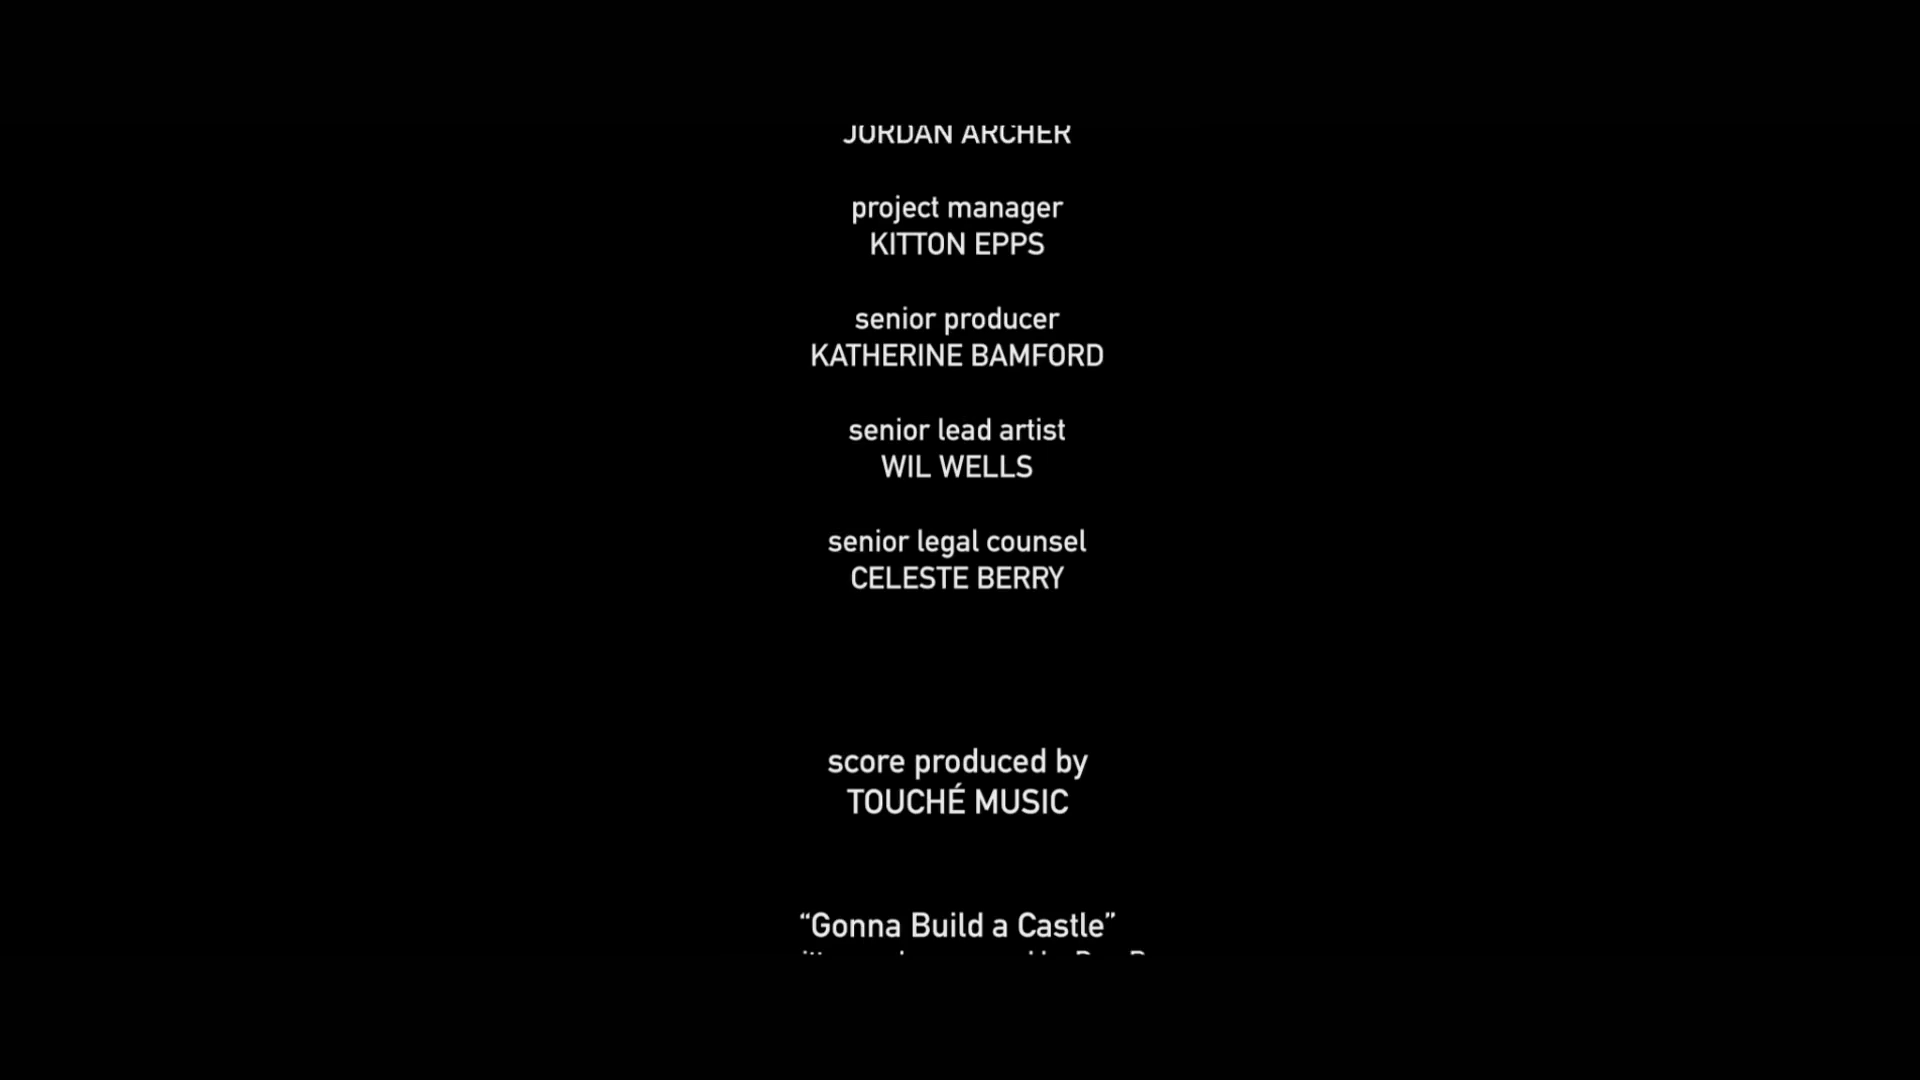 JORDAN ARCHER
project manager
KITTON EPPS
senior producer
KATHERINE BAMFORD
senior lead artist
WIL WELLS
senior legal counsel
CELESTE BERRY
score produced by
TOUCHÉ MUSIC
“Gonna Build a Castle”